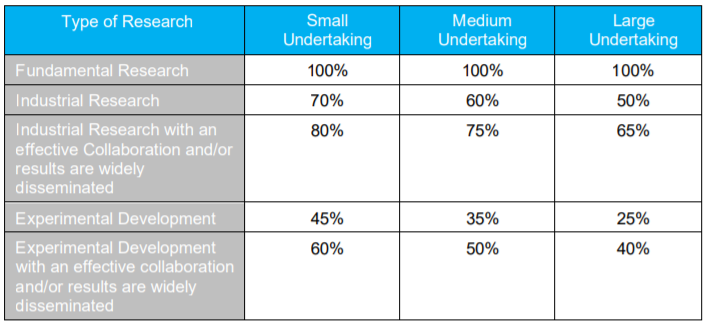 Type of Research
Small
Undertaking
Medium
Undertaking
Large
Undertaking
Fundamental Research 100% 100% 100%
Industrial Research 70% 60% 50%
Industrial Research with an 80% 75% 65%
effective Collaboration and/or
results are widely
disseminated
Experimental Development 45% 35% 25%
Experimental Development 60% 50% 40%
with an effective collaboration
and/or results are widely
disseminated